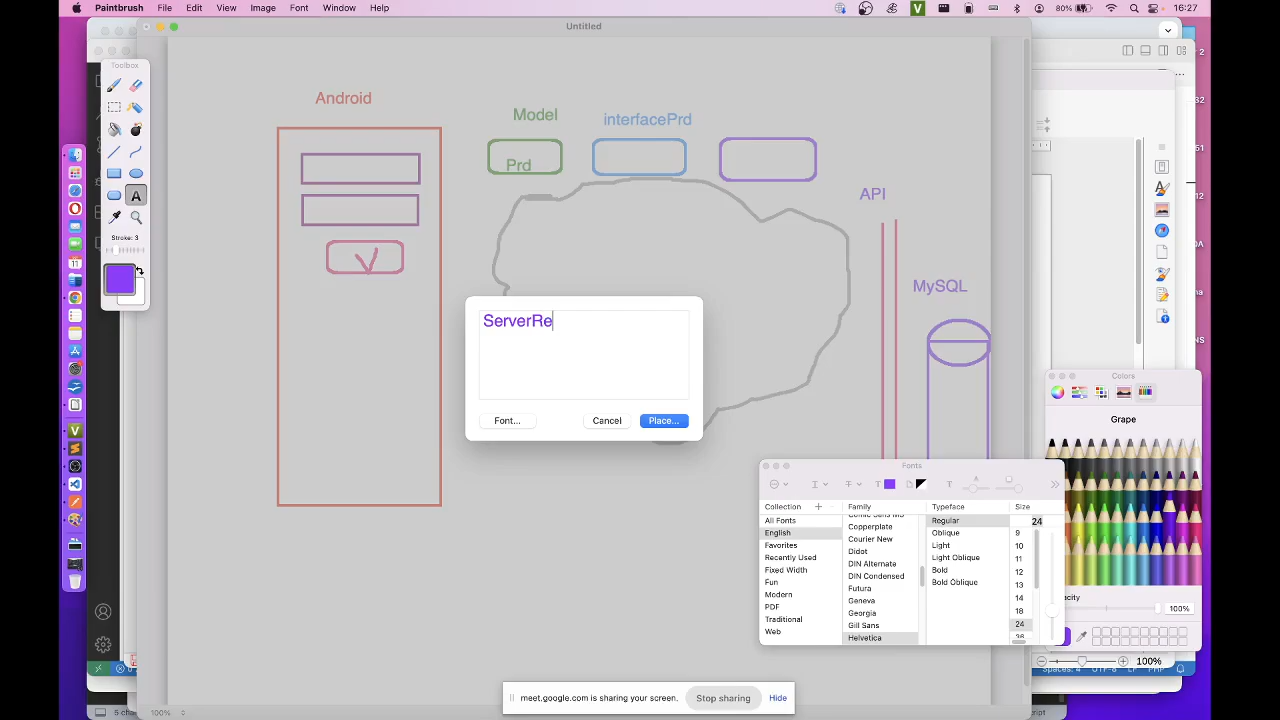 Paintbrush File Edit View Image Font Window Help
80% 16:27
Untitled
Toolbox
Stroke: 3
Android
Model
interfacePrd
Prd
API
MySQL
ServerRe
Font... Cancel Place...
Colors
Grape
100%
Fonts
Collection Family Typeface Size
24
All Fonts
English
Favorites
Recently Used
Fixed Width
Fun
Modern
PDF
Traditional
Web
Copperplate
Courier New
Didot
DIN Alternate
DIN Condensed
Futura
Geneva
Georgia
Gill Sans
Helvetica
Regular
Oblique
Light
Light Oblique
Bold
Bold Oblique
9
10
11
12
13
14
18
24
100%
meet.google.com is sharing your screen. Stop sharing Hide
100%